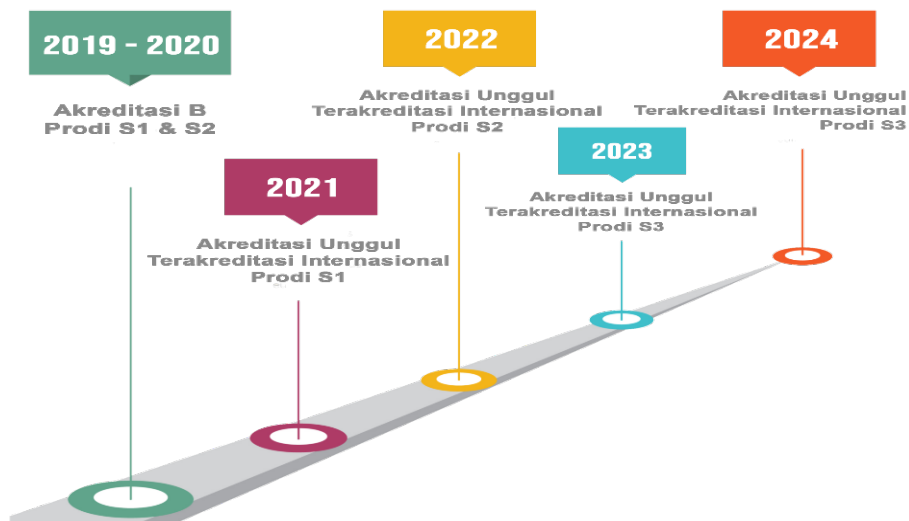 2019 - 2020
Akreditasi B
Prodi S1 & S2
2021
Akreditasi Unggul
Terakreditasi Internasional
Prodi S1
2022
Akreditasi Unggul
Terakreditasi Internasional
Prodi S2
2023
Akreditasi Unggul
Terakreditasi Internasional
Prodi S3
2024
Akreditasi Unggul
Terakreditasi Internasional
Prodi S3